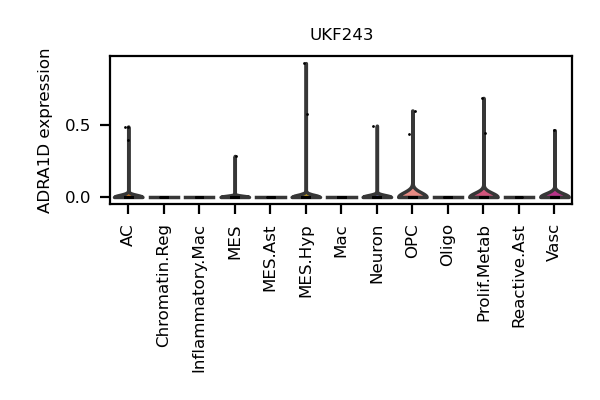 UKF243
ADRA1D expression
0.5
0.0
AC
Chromatin.Reg
Inflammatory.Mac
MES
MES.Ast
MES.Hyp
Mac
Neuron
OPC
Oligo
Prolif.Metab
Reactive.Ast
Vasc